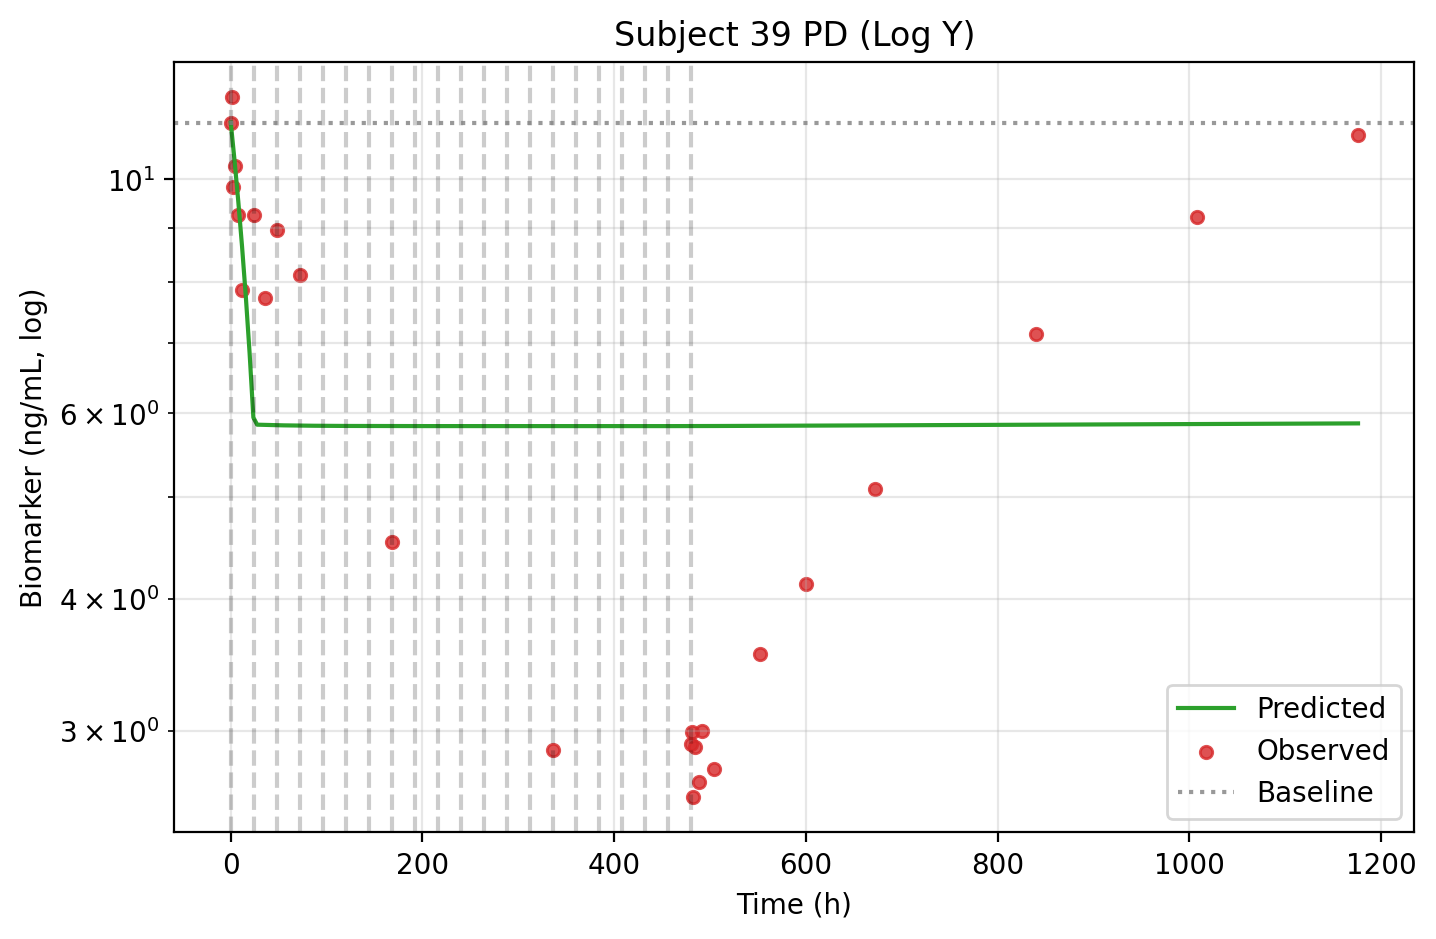 Subject 39 PD (Log Y)
Biomarker (ng/mL, log)
10¹
6 × 10⁰
4 × 10⁰
3 × 10⁰
0 200 400 600 800 1000 1200
Time (h)
Predicted
Observed
Baseline